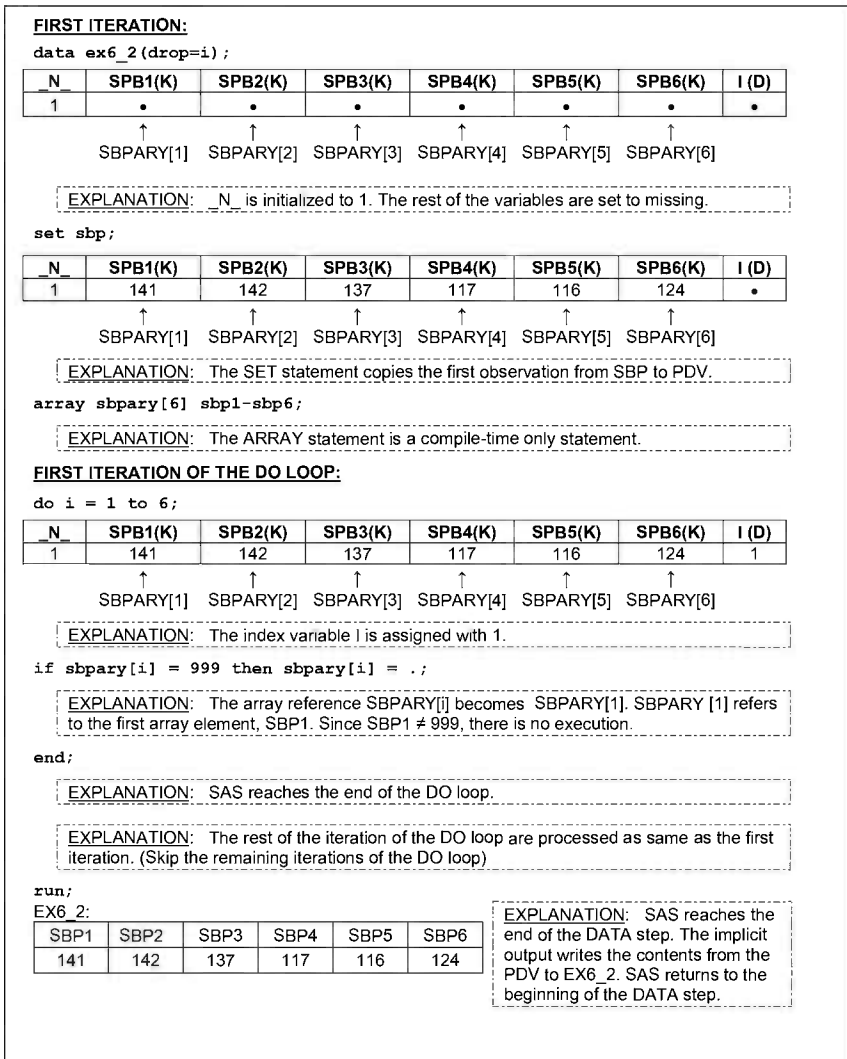 FIRST ITERATION:
data ex6_2(drop=i);
_N_ SPB1(K) SPB2(K) SPB3(K) SPB4(K) SPB5(K) SPB6(K) I (D)
1 • • • • • • •
↑ ↑ ↑ ↑ ↑ ↑
SBPARY[1] SBPARY[2] SBPARY[3] SBPARY[4] SBPARY[5] SBPARY[6]
EXPLANATION: _N_ is initialized to 1. The rest of the variables are set to missing.
set sbp;
_N_ SPB1(K) SPB2(K) SPB3(K) SPB4(K) SPB5(K) SPB6(K) I (D)
1 141 142 137 117 116 124 •
↑ ↑ ↑ ↑ ↑ ↑
SBPARY[1] SBPARY[2] SBPARY[3] SBPARY[4] SBPARY[5] SBPARY[6]
EXPLANATION: The SET statement copies the first observation from SBP to PDV.
array sbpary[6] sbp1-sbp6;
EXPLANATION: The ARRAY statement is a compile-time only statement.
FIRST ITERATION OF THE DO LOOP:
do i = 1 to 6;
_N_ SPB1(K) SPB2(K) SPB3(K) SPB4(K) SPB5(K) SPB6(K) I (D)
1 141 142 137 117 116 124 1
↑ ↑ ↑ ↑ ↑ ↑
SBPARY[1] SBPARY[2] SBPARY[3] SBPARY[4] SBPARY[5] SBPARY[6]
EXPLANATION: The index variable I is assigned with 1.
if sbpary[i] = 999 then sbpary[i] = .;
EXPLANATION: The array reference SBPARY[i] becomes SBPARY[1]. SBPARY [1] refers
to the first array element, SBP1. Since SBP1 ≠ 999, there is no execution.
end;
EXPLANATION: SAS reaches the end of the DO loop.
EXPLANATION: The rest of the iteration of the DO loop are processed as same as the first
iteration. (Skip the remaining iterations of the DO loop)
run;
EX6_2:
SBP1 SBP2 SBP3 SBP4 SBP5 SBP6
141 142 137 117 116 124
EXPLANATION: SAS reaches the
end of the DATA step. The implicit
output writes the contents from the
PDV to EX6_2. SAS returns to the
beginning of the DATA step.